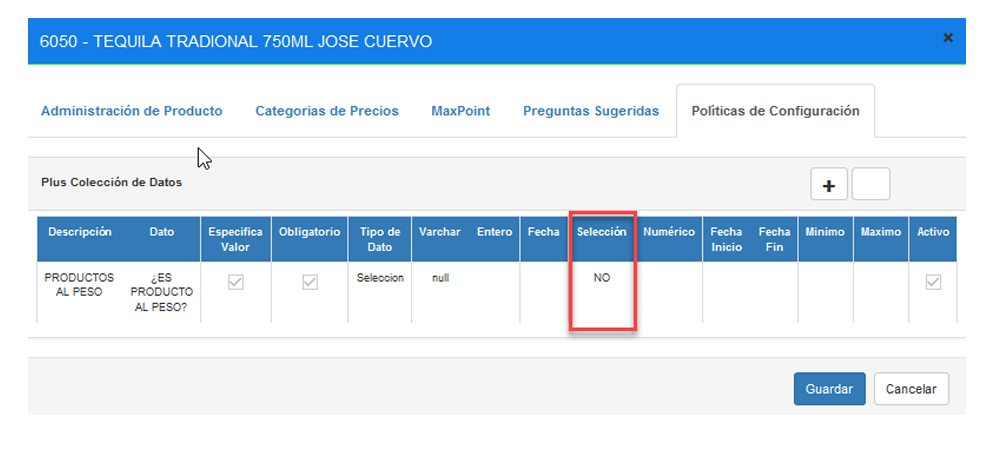 6050 - TEQUILA TRADIONAL 750ML JOSE CUERVO
×
Administración de Producto Categorias de Precios MaxPoint Preguntas Sugeridas Políticas de Configuración
Plus Colección de Datos
+
Descripción Dato Especifica Valor Obligatorio Tipo de Dato Varchar Entero Fecha Selección Numérico Fecha Inicio Fecha Fin Minimo Maximo Activo
PRODUCTOS AL PESO ¿ES PRODUCTO AL PESO? Seleccion null NO
Guardar Cancelar